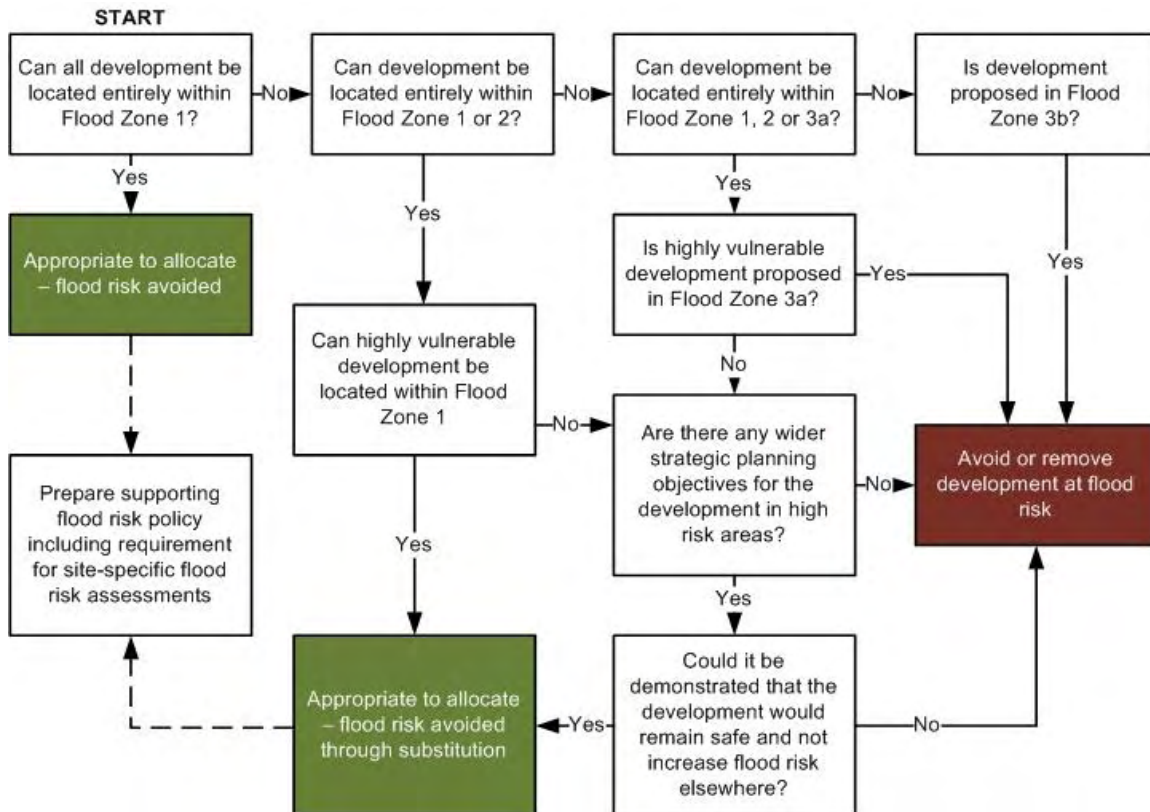 START
Can all development be
located entirely within
Flood Zone 1?
No
Can development be
located entirely within
Flood Zone 1 or 2?
No
Can development be
located entirely within
Flood Zone 1, 2 or 3a?
No
Is development
proposed in Flood
Zone 3b?
Yes
Yes
Yes
Yes
Appropriate to allocate
– flood risk avoided
Is highly vulnerable
development proposed
in Flood Zone 3a?
Yes
No
Can highly vulnerable
development be
located within Flood
Zone 1
No
Yes
Are there any wider
strategic planning
objectives for the
development in high
risk areas?
No
Yes
Avoid or remove
development at flood
risk
Prepare supporting
flood risk policy
including requirement
for site-specific flood
risk assessments
Appropriate to allocate
– flood risk avoided
through substitution
Yes
Could it be
demonstrated that the
development would
remain safe and not
increase flood risk
elsewhere?
No